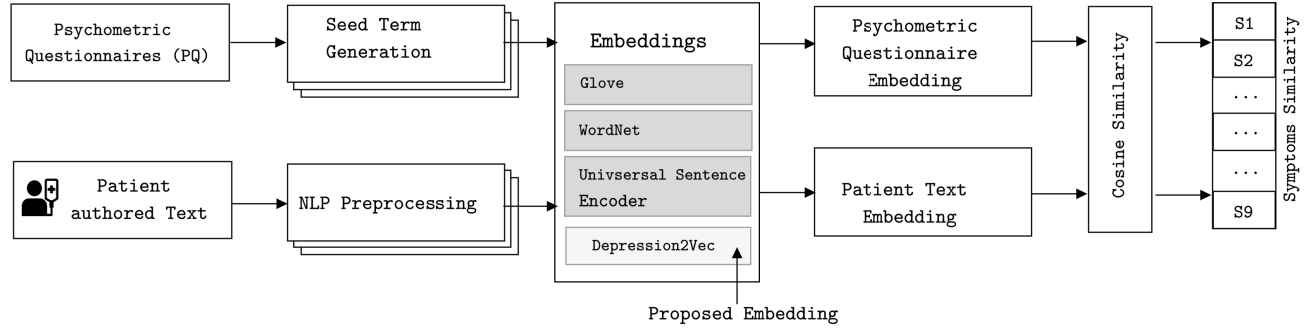 Psychometric
Questionnaires (PQ)
Seed Term
Generation
Embeddings
Glove
WordNet
Univsersal Sentence
Encoder
Depression2Vec
Proposed Embedding
Patient
authored Text
NLP Preprocessing
Psychometric
Questionnaire
Embedding
Patient Text
Embedding
Cosine Similarity
S1
S2
...
...
...
S9
Symptoms Similarity